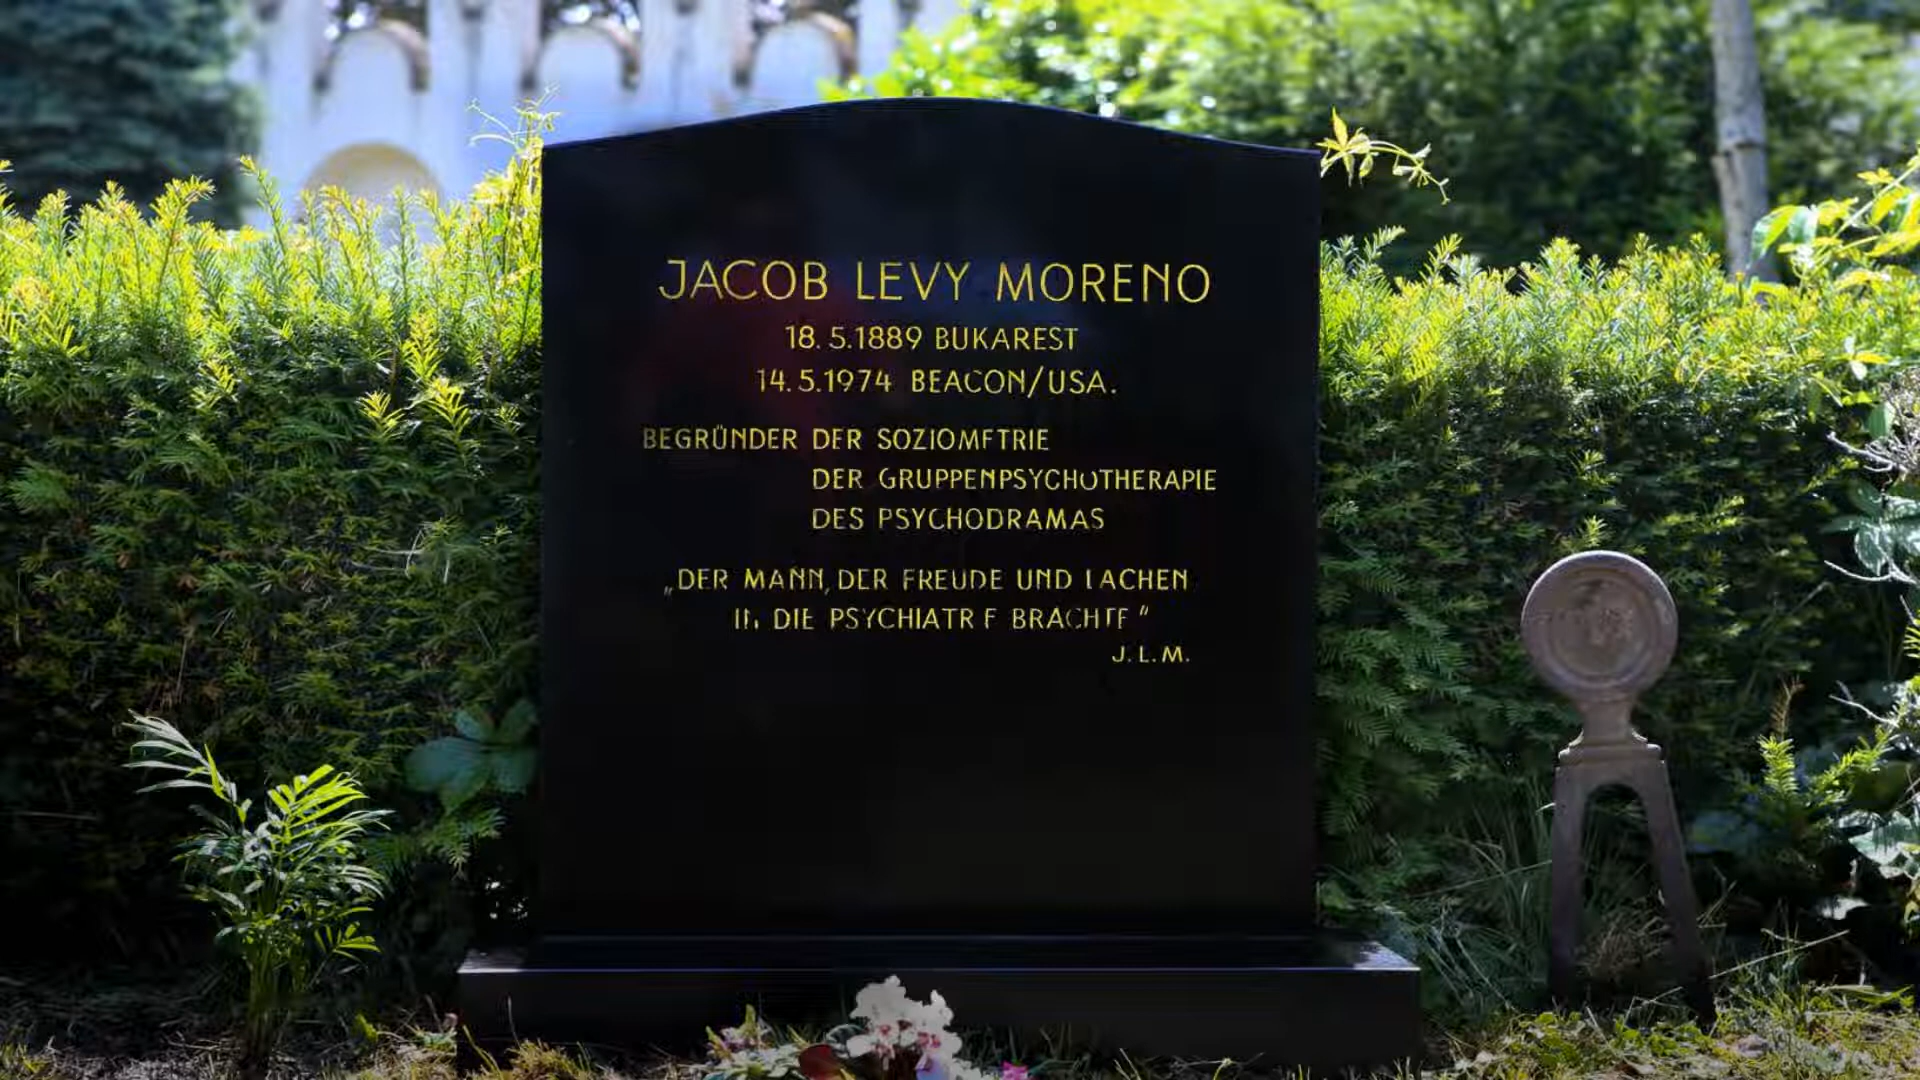 JACOB LEVY MORENO
18.5.1889 BUKAREST
14.5.1974 BEACON/USA.
BEGRÜNDER DER SOZIOMETRIE
DER GRUPPENPSYCHOTHERAPIE
DES PSYCHODRAMAS
„DER MANN, DER FREUDE UND LACHEN
IN DIE PSYCHIATRIE BRACHTE“
J.L.M.